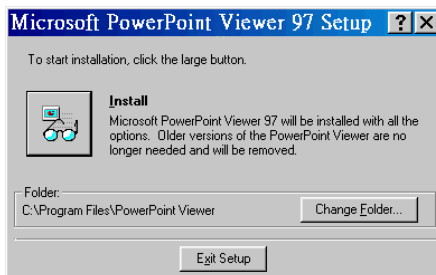 Microsoft PowerPoint Viewer 97 Setup ? ×
To start installation, click the large button.
Install
Microsoft PowerPoint Viewer 97 will be installed with all the
options. Older versions of the PowerPoint Viewer are no
longer needed and will be removed.
Folder:
C:\Program Files\PowerPoint Viewer
Change Folder...
Exit Setup